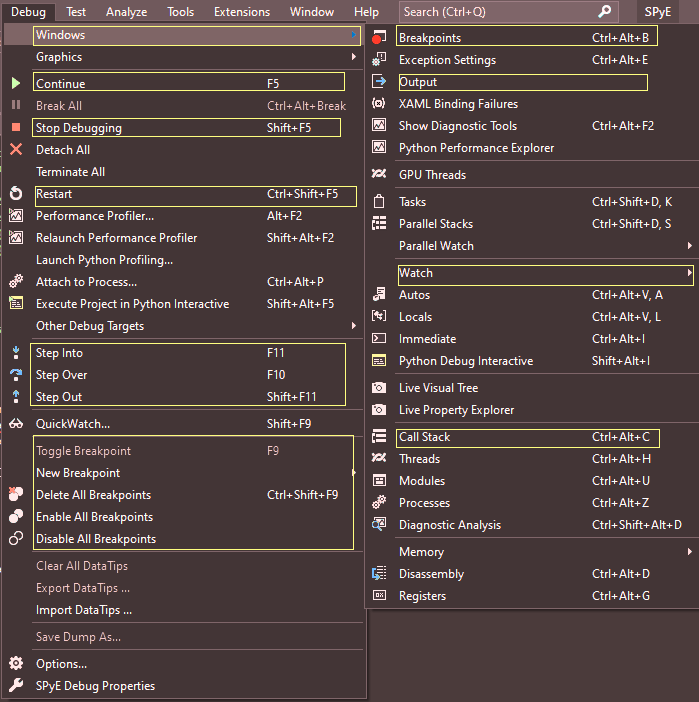 Debug Test Analyze Tools Extensions Window Help Search (Ctrl+Q) SPyE
Windows
Graphics
Continue F5
Break All Ctrl+Alt+Break
Stop Debugging Shift+F5
Detach All
Terminate All
Restart Ctrl+Shift+F5
Performance Profiler... Alt+F2
Relaunch Performance Profiler Shift+Alt+F2
Launch Python Profiling...
Attach to Process... Ctrl+Alt+P
Execute Project in Python Interactive Shift+Alt+F5
Other Debug Targets
Step Into F11
Step Over F10
Step Out Shift+F11
QuickWatch... Shift+F9
Toggle Breakpoint F9
New Breakpoint
Delete All Breakpoints Ctrl+Shift+F9
Enable All Breakpoints
Disable All Breakpoints
Clear All DataTips
Export DataTips ...
Import DataTips ...
Save Dump As...
Options...
SPyE Debug Properties
Breakpoints Ctrl+Alt+B
Exception Settings Ctrl+Alt+E
Output
XAML Binding Failures
Show Diagnostic Tools Ctrl+Alt+F2
Python Performance Explorer
GPU Threads
Tasks Ctrl+Shift+D, K
Parallel Stacks Ctrl+Shift+D, S
Parallel Watch
Watch
Autos Ctrl+Alt+V, A
Locals Ctrl+Alt+V, L
Immediate Ctrl+Alt+I
Python Debug Interactive Shift+Alt+I
Live Visual Tree
Live Property Explorer
Call Stack Ctrl+Alt+C
Threads Ctrl+Alt+H
Modules Ctrl+Alt+U
Processes Ctrl+Alt+Z
Diagnostic Analysis Ctrl+Shift+Alt+D
Memory
Disassembly Ctrl+Alt+D
Registers Ctrl+Alt+G